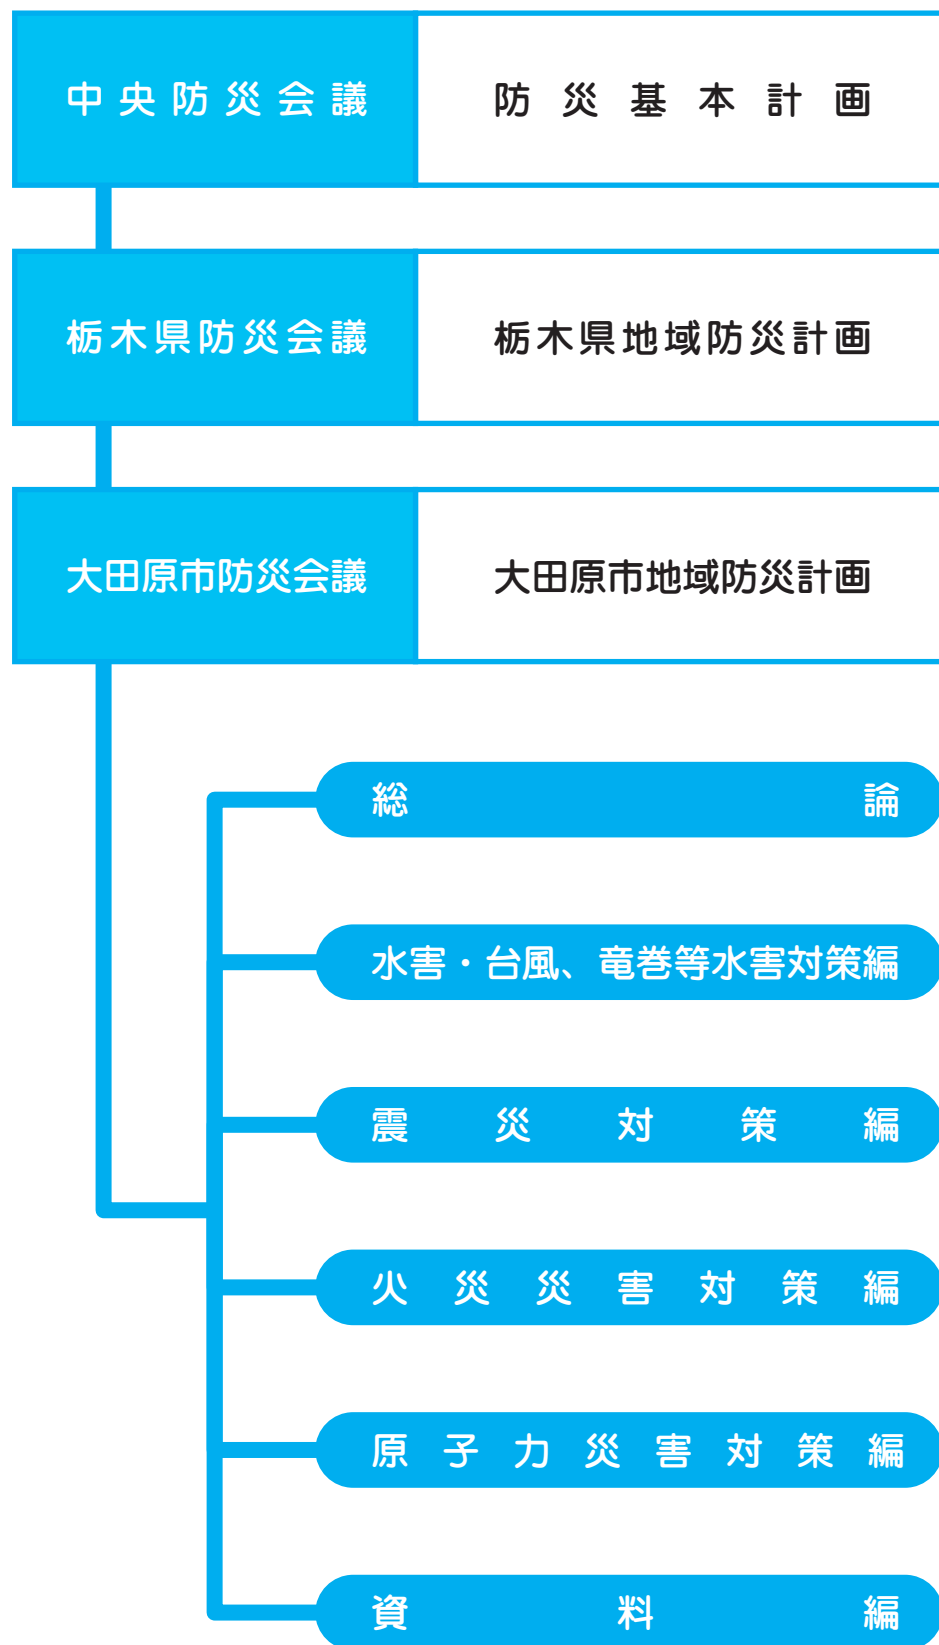 中央防災会議 防災基本計画
栃木県防災会議 栃木県地域防災計画
大田原市防災会議 大田原市地域防災計画
総論
水害・台風、竜巻等水害対策編
震災対策編
火災災害対策編
原子力災害対策編
資料編